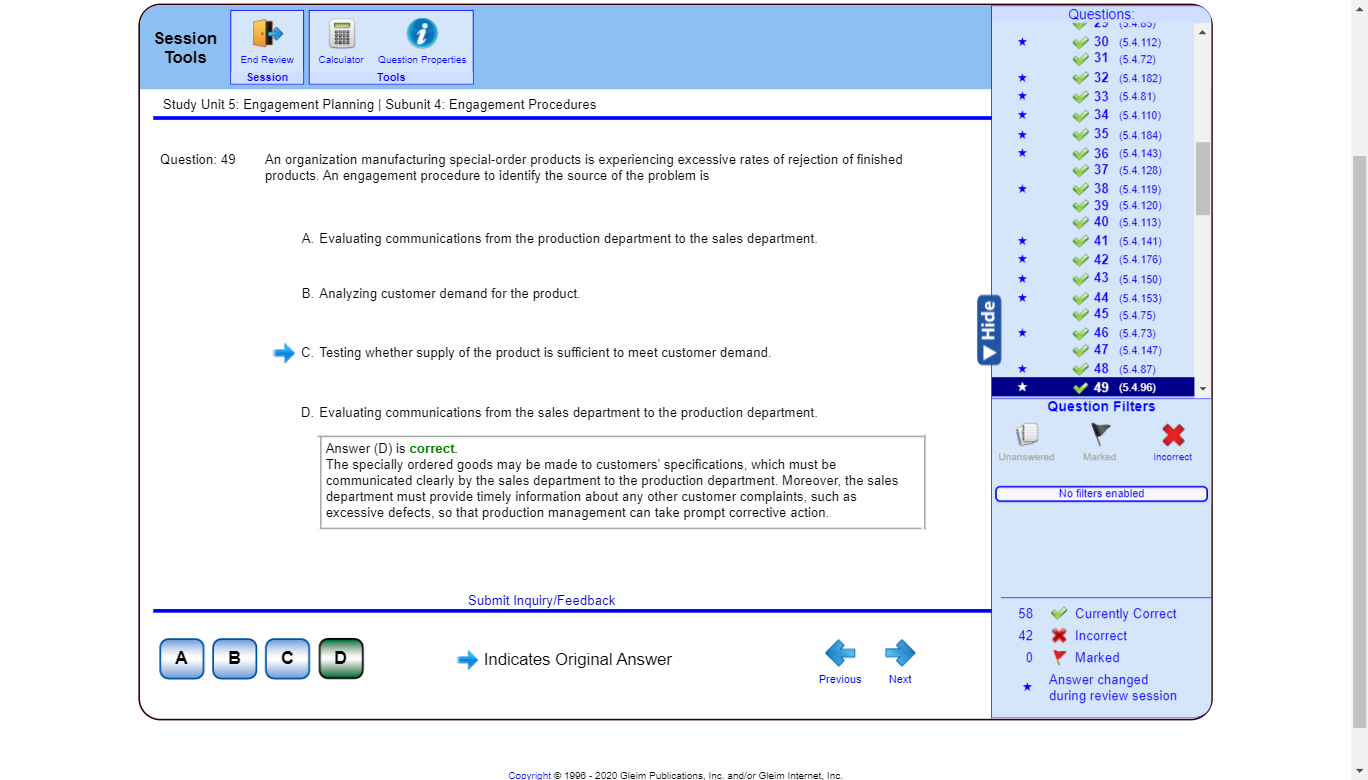 Session
Tools
End Review
Session
Calculator
Question Properties
Tools
Study Unit 5: Engagement Planning | Subunit 4: Engagement Procedures
Question: 49
An organization manufacturing special-order products is experiencing excessive rates of rejection of finished
products. An engagement procedure to identify the source of the problem is
A. Evaluating communications from the production department to the sales department.
B. Analyzing customer demand for the product.
C. Testing whether supply of the product is sufficient to meet customer demand.
D. Evaluating communications from the sales department to the production department.
Answer (D) is correct.
The specially ordered goods may be made to customers' specifications, which must be
communicated clearly by the sales department to the production department. Moreover, the sales
department must provide timely information about any other customer complaints, such as
excessive defects, so that production management can take prompt corrective action.
Submit Inquiry/Feedback
A
B
C
D
Indicates Original Answer
Previous
Next
Questions:
29 (5.4.85)
30 (5.4.112)
31 (5.4.72)
32 (5.4.182)
33 (5.4.81)
34 (5.4.110)
35 (5.4.184)
36 (5.4.143)
37 (5.4.128)
38 (5.4.119)
39 (5.4.120)
40 (5.4.113)
41 (5.4.141)
42 (5.4.176)
43 (5.4.150)
44 (5.4.153)
45 (5.4.75)
46 (5.4.73)
47 (5.4.147)
48 (5.4.87)
49 (5.4.96)
Hide
Question Filters
Unanswered
Marked
Incorrect
No filters enabled
58 Currently Correct
42 Incorrect
0 Marked
Answer changed
during review session
Copyright © 1996 - 2020 Gleim Publications, Inc. and/or Gleim Internet, Inc.